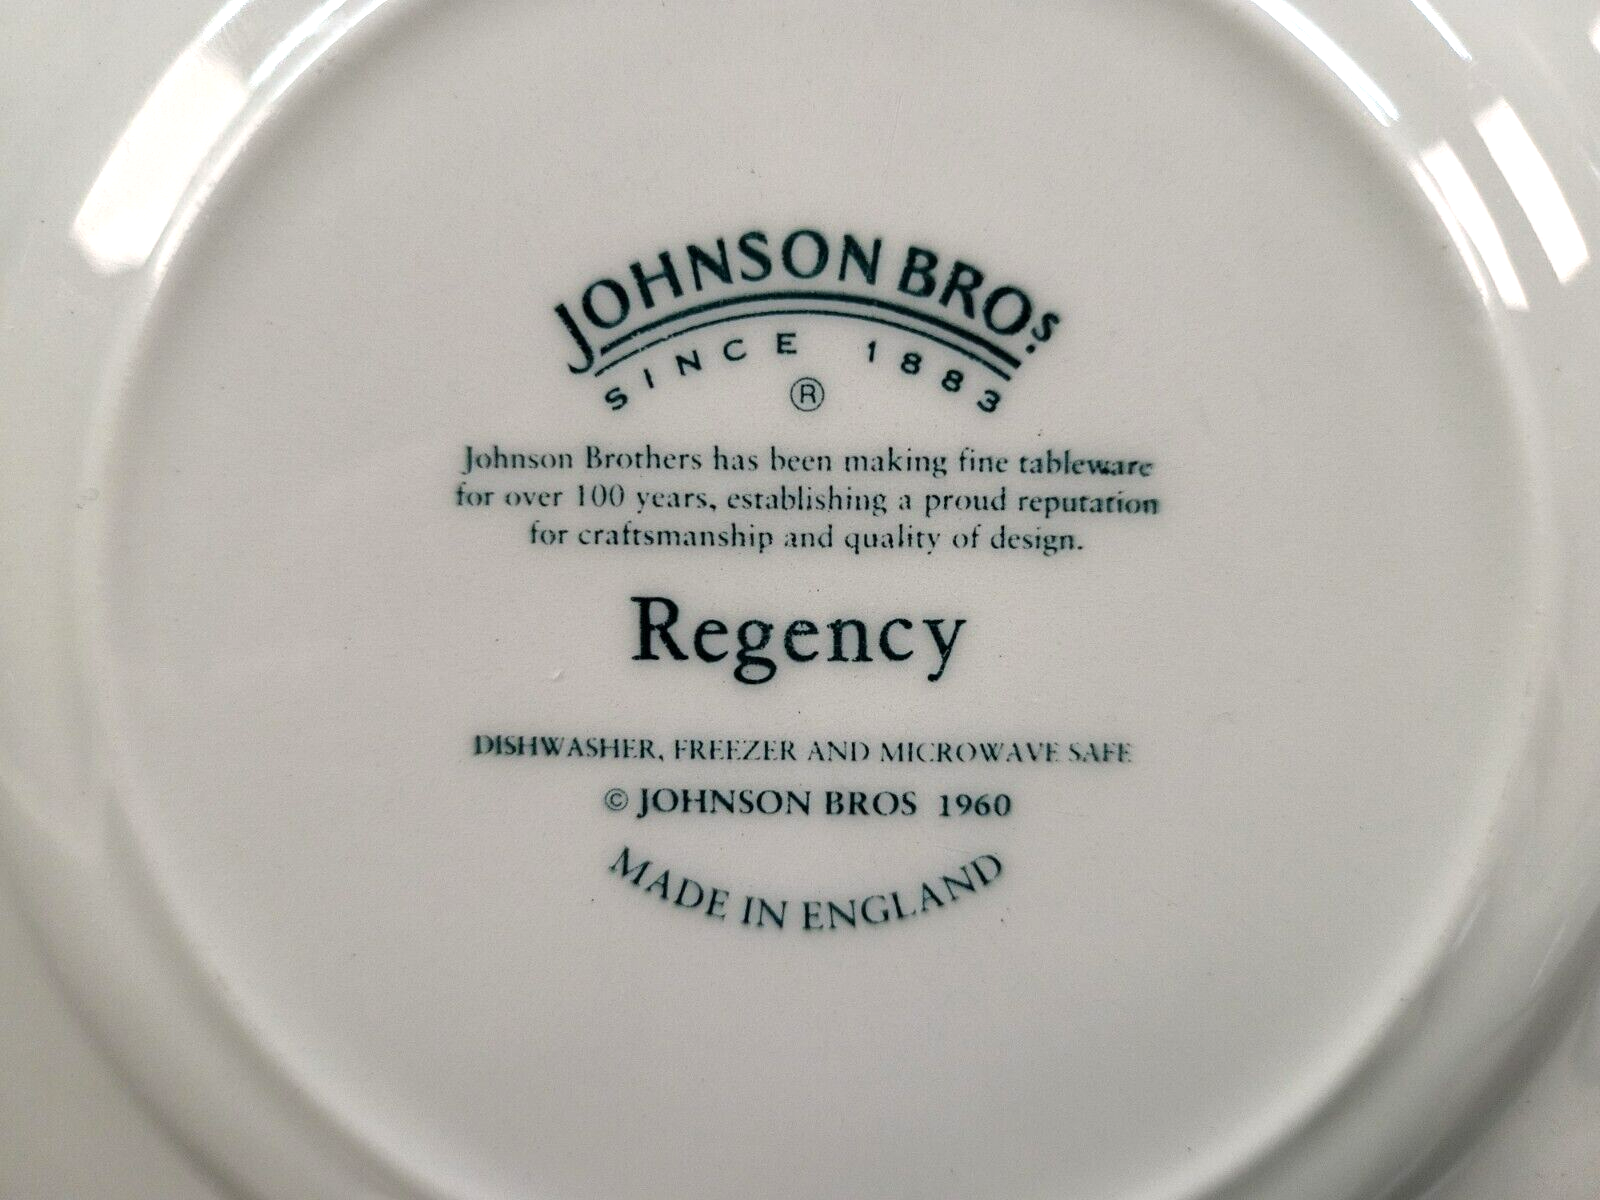 JOHNSON BROS.
SINCE 1883
®
Johnson Brothers has been making fine tableware
for over 100 years, establishing a proud reputation
for craftsmanship and quality of design.
Regency
DISHWASHER, FREEZER AND MICROWAVE SAFE
© JOHNSON BROS 1960
MADE IN ENGLAND